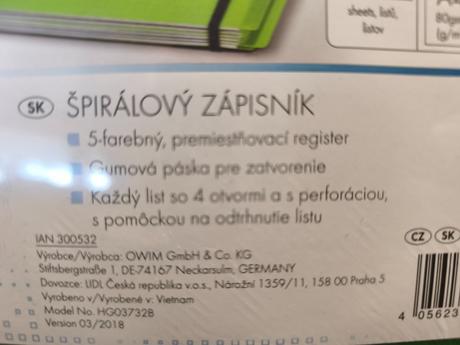 sheets, listů,
listov
80g
(g/m
SK ŠPIRÁLOVÝ ZÁPISNÍK
5-farebný, premiestňovací register
Gumová páska pre zatvorenie
Každý list so 4 otvormi a s perforáciou,
s pomôckou na odtrhnutie listu
IAN 300532
Výrobce/Výrobca: OWIM GmbH & Co. KG
Stiftsbergstraße 1, DE-74167 Neckarsulm, GERMANY
Dovozce: LIDL Česká republika v.o.s., Nárožní 1359/11, 158 00 Praha 5
Vyrobeno v/Vyrobené v: Vietnam
Model No. HG03732B
Version 03/2018
CZ SK
4 05623